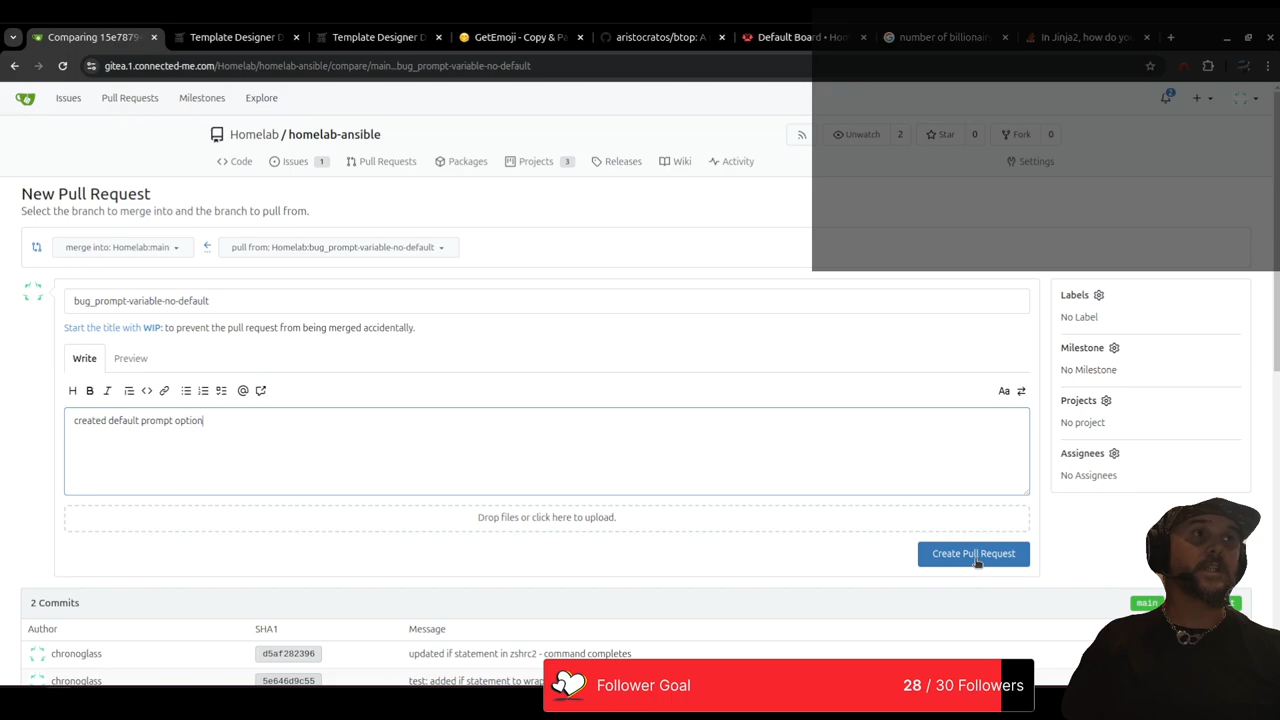 Comparing 15e7879
Template Designer D
Template Designer D
GetEmoji - Copy & P
aristocratos/btop: A
Default Board - Hom
number of billionair
In Jinja2, how do yo
gitea.1.connected-me.com/Homelab/homelab-ansible/compare/main...bug_prompt-variable-no-default
Issues
Pull Requests
Milestones
Explore
2
Homelab / homelab-ansible
Unwatch 2
Star 0
Fork 0
Code
Issues 1
Pull Requests
Packages
Projects 3
Releases
Wiki
Activity
Settings
New Pull Request
Select the branch to merge into and the branch to pull from.
merge into: Homelab:main
pull from: Homelab:bug_prompt-variable-no-default
bug_prompt-variable-no-default
Start the title with WIP: to prevent the pull request from being merged accidentally.
Write
Preview
H B I
Aa
created default prompt option
Drop files or click here to upload.
Create Pull Request
Labels
No Label
Milestone
No Milestone
Projects
No project
Assignees
No Assignees
2 Commits
main
Author SHA1 Message
chronoglass d5af282396 updated if statement in zshrc2 - command completes
chronoglass 5e646d9c55 test: added if statement to wrap
Follower Goal
28 / 30 Followers